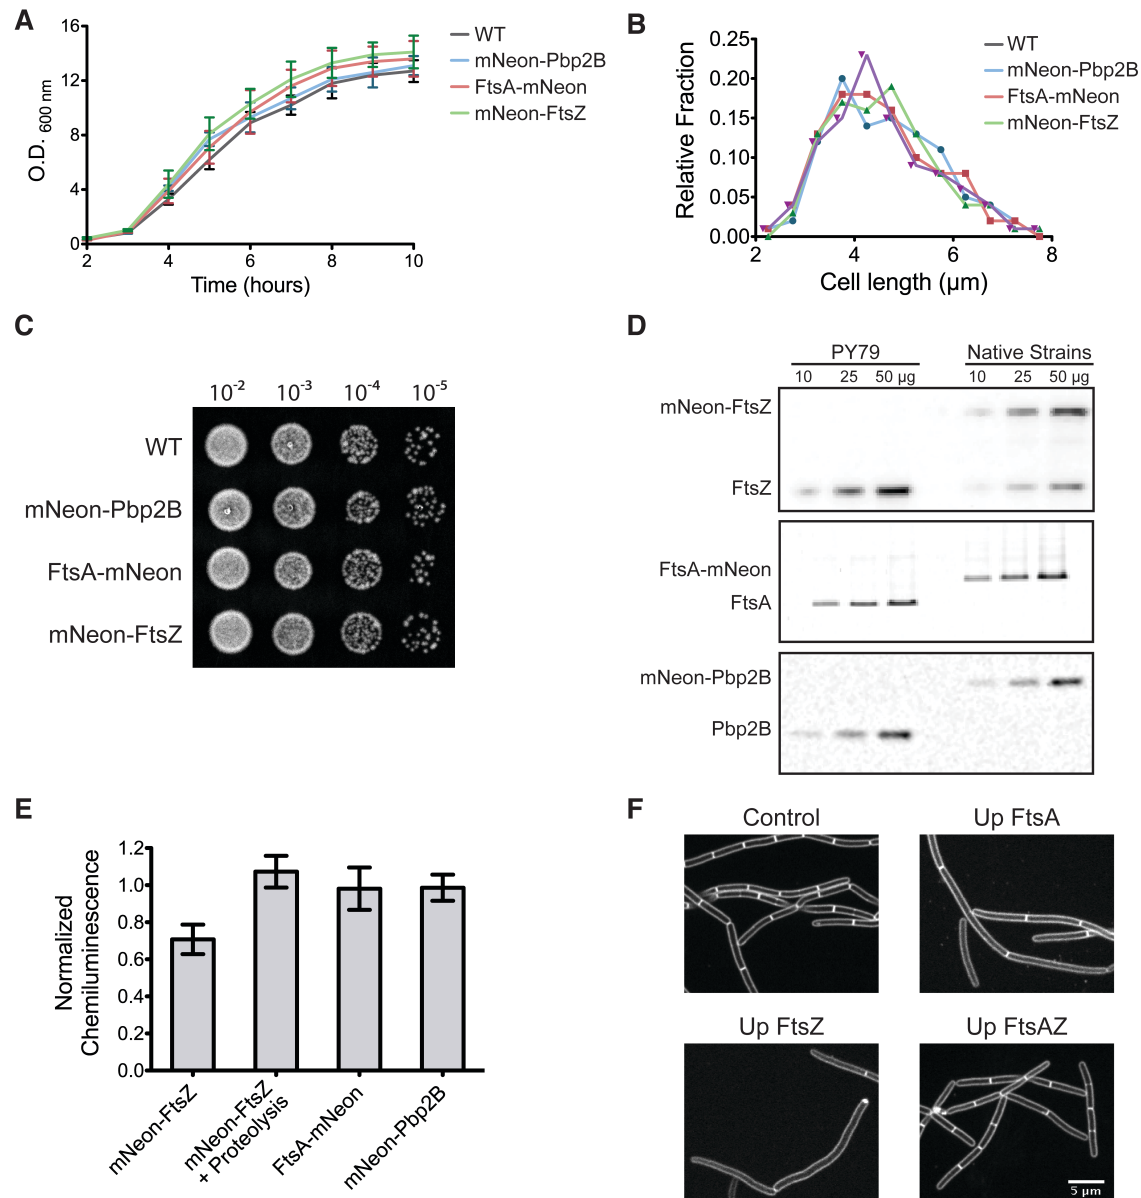 A
16
12
8
4
0
O.D. 600 nm
2 4 6 8 10
Time (hours)
WT
mNeon-Pbp2B
FtsA-mNeon
mNeon-FtsZ
B
0.25
0.20
0.15
0.10
0.05
0.00
Relative Fraction
2 4 6 8
Cell length (µm)
WT
mNeon-Pbp2B
FtsA-mNeon
mNeon-FtsZ
C
10-2 10-3 10-4 10-5
WT
mNeon-Pbp2B
FtsA-mNeon
mNeon-FtsZ
D
PY79 Native Strains
10 25 50 µg 10 25 50 µg
mNeon-FtsZ
FtsZ
FtsA-mNeon
FtsA
mNeon-Pbp2B
Pbp2B
E
1.2
1.0
0.8
0.6
0.4
0.2
0.0
Normalized
Chemiluminescence
mNeon-FtsZ
mNeon-FtsZ
+ Proteolysis
FtsA-mNeon
mNeon-Pbp2B
F
Control Up FtsA
Up FtsZ Up FtsAZ
5 µm